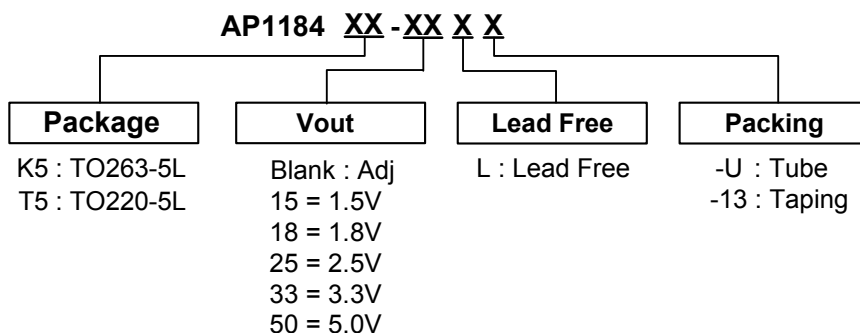 AP1184 XX - XX X X
Package
K5 : TO263-5L
T5 : TO220-5L
Vout
Blank : Adj
15 = 1.5V
18 = 1.8V
25 = 2.5V
33 = 3.3V
50 = 5.0V
Lead Free
L : Lead Free
Packing
-U : Tube
-13 : Taping